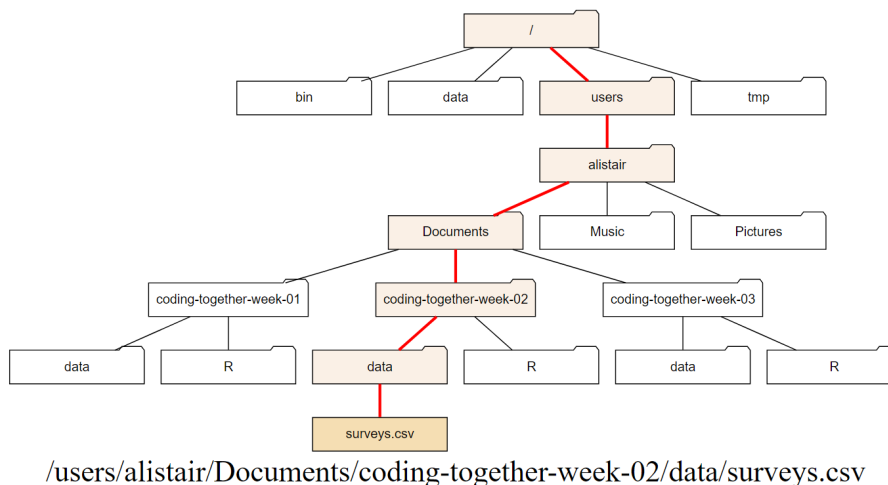 /
bin data users tmp
alistair
Documents Music Pictures
coding-together-week-01 coding-together-week-02 coding-together-week-03
data R data R data R
surveys.csv
/users/alistair/Documents/coding-together-week-02/data/surveys.csv